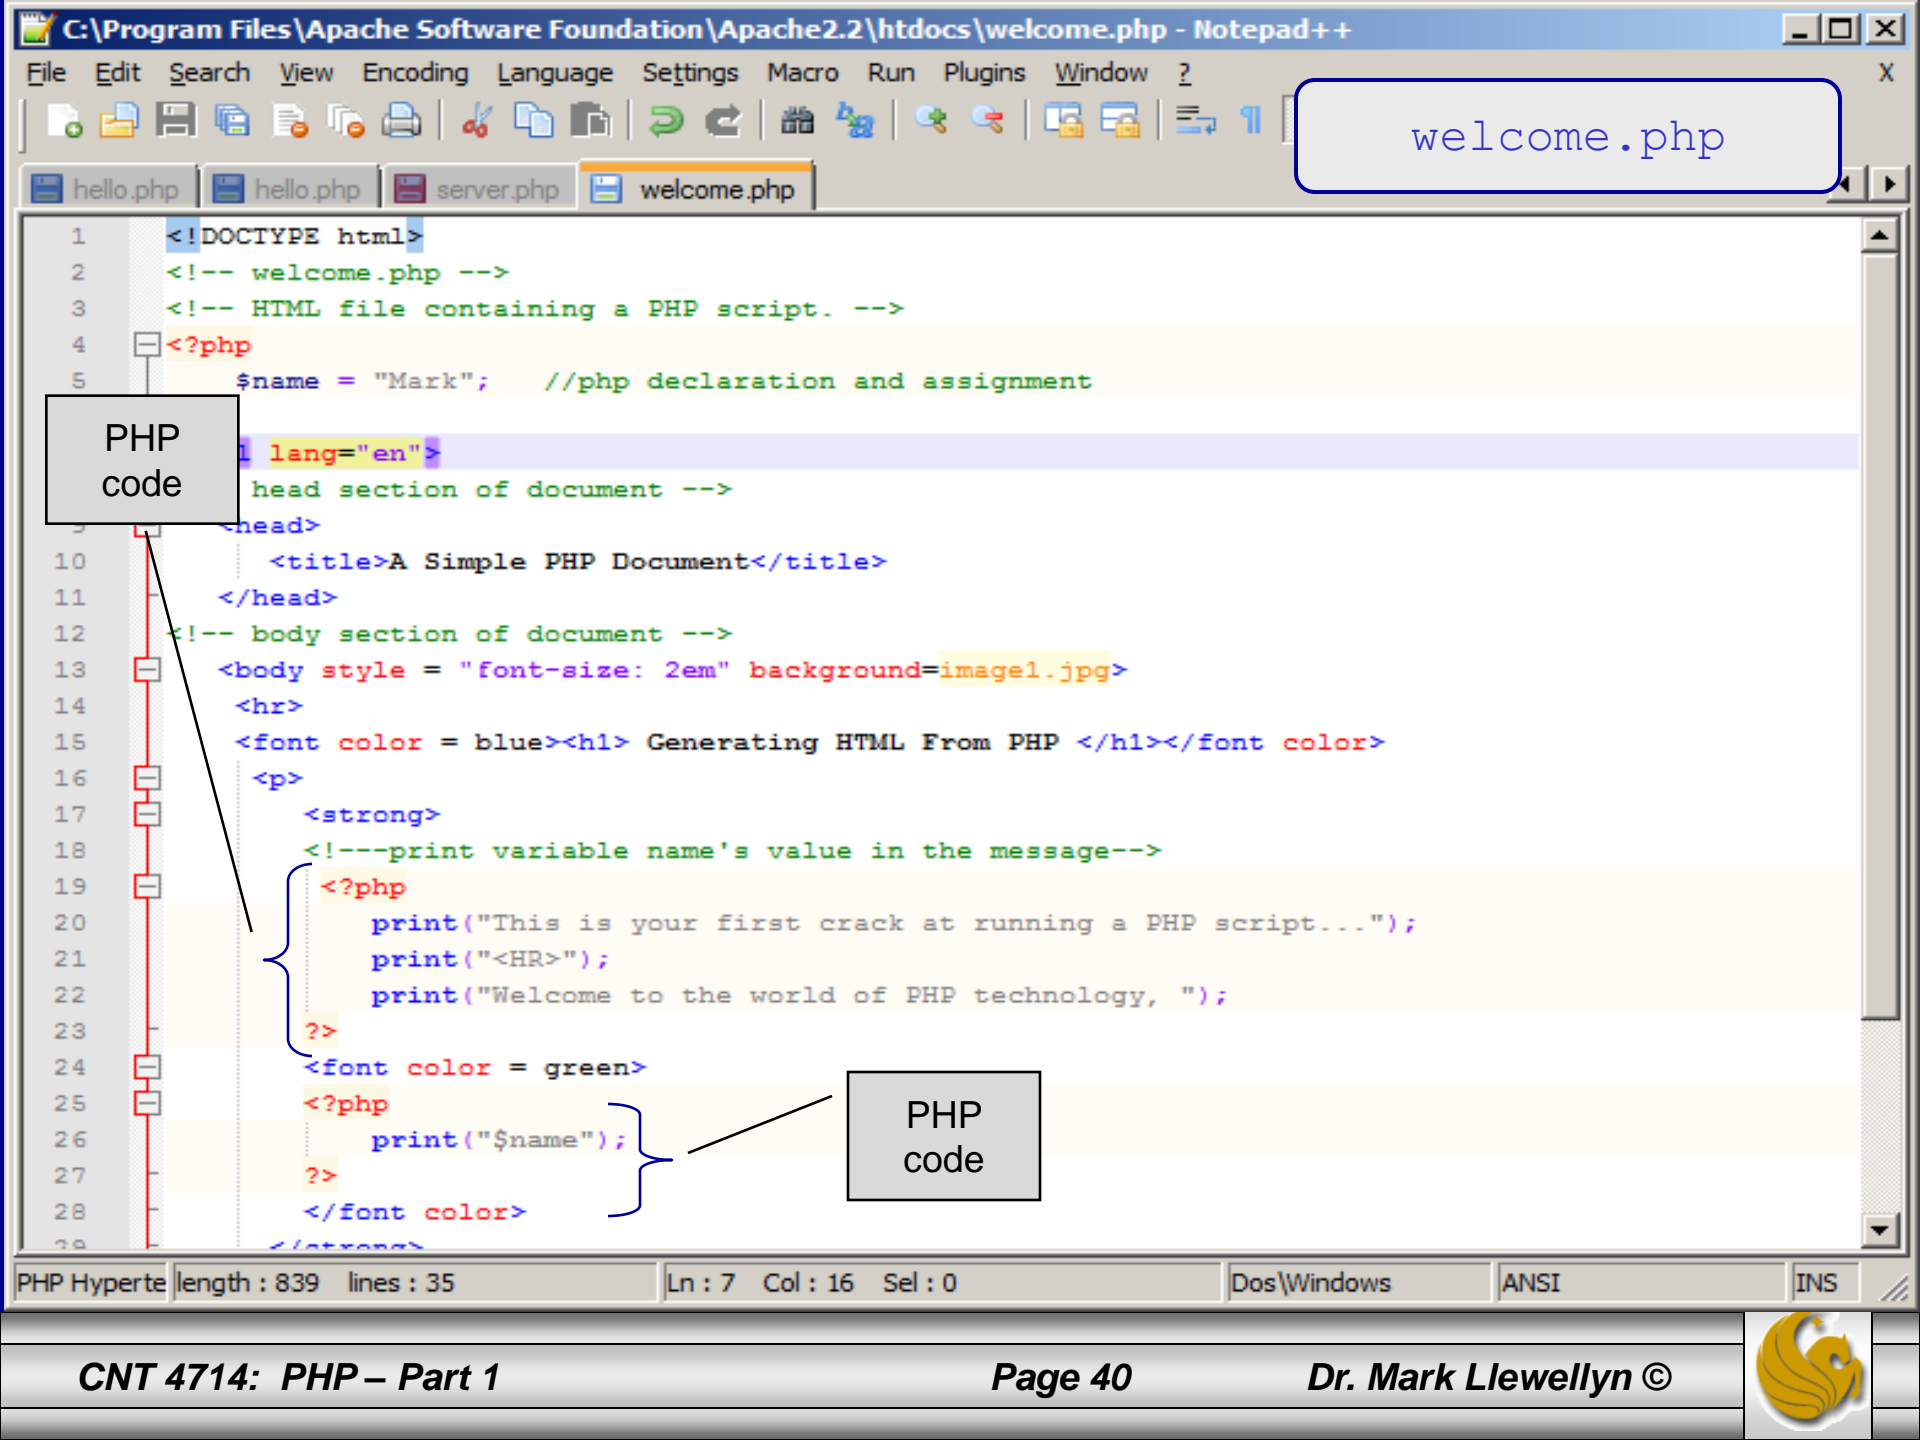 C:\Program Files\Apache Software Foundation\Apache2.2\htdocs\welcome.php - Notepad++
File Edit Search View Encoding Language Settings Macro Run Plugins Window ? X
welcome.php
hello.php hello.php server.php welcome.php
1 <!DOCTYPE html>
2 <!-- welcome.php -->
3 <!-- HTML file containing a PHP script. -->
4 <?php
5 $name = "Mark"; //php declaration and assignment
PHP
code
l lang="en">
head section of document -->
9 <head>
10 <title>A Simple PHP Document</title>
11 </head>
12 <!-- body section of document -->
13 <body style = "font-size: 2em" background=image1.jpg>
14 <hr>
15 <font color = blue><h1> Generating HTML From PHP </h1></font color>
16 <p>
17 <strong>
18 <!---print variable name's value in the message-->
19 <?php
20 print("This is your first crack at running a PHP script...");
21 print("<HR>");
22 print("Welcome to the world of PHP technology, ");
23 ?>
24 <font color = green>
25 <?php
26 print("$name");
27 ?>
28 </font color>
29 </strong>
PHP
code
PHP Hyperte length : 839 lines : 35 Ln : 7 Col : 16 Sel : 0 Dos\Windows ANSI INS
CNT 4714: PHP – Part 1 Page 40 Dr. Mark Llewellyn ©